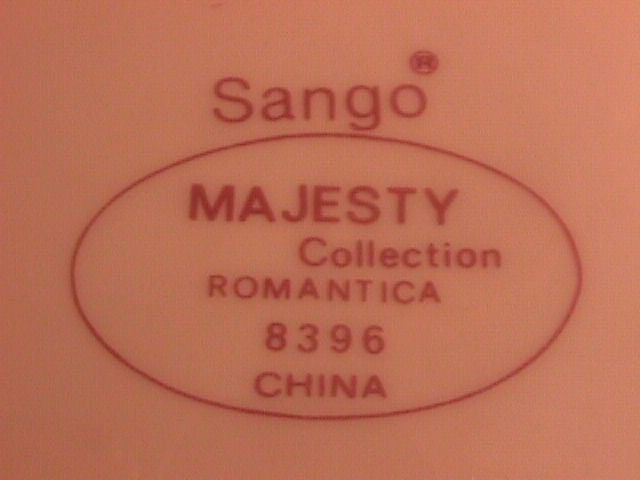 Sango®
MAJESTY
Collection
ROMANTICA
8396
CHINA